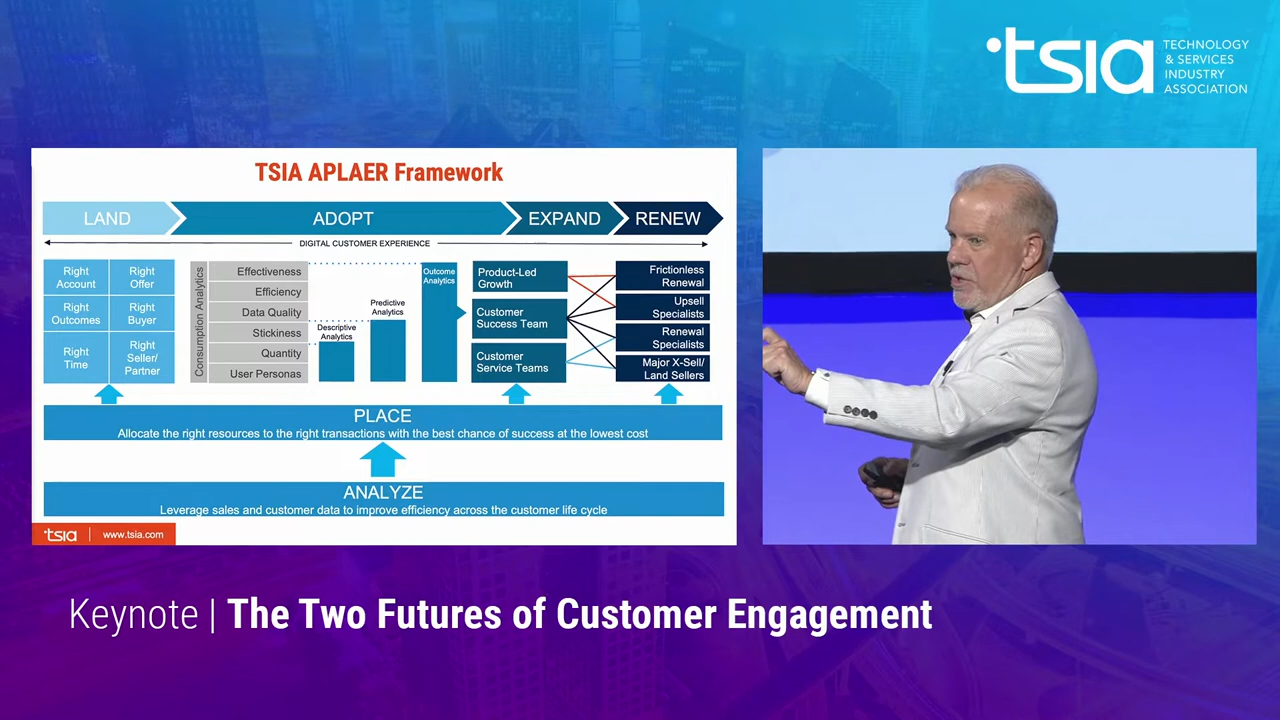 tsia
TECHNOLOGY
& SERVICES
INDUSTRY
ASSOCIATION
TSIA APLAER Framework
LAND
ADOPT
EXPAND
RENEW
DIGITAL CUSTOMER EXPERIENCE
Right
Account
Right
Offer
Right
Outcomes
Right
Buyer
Right
Time
Right
Seller/
Partner
Consumption Analytics
Effectiveness
Efficiency
Data Quality
Stickiness
Quantity
User Personas
Descriptive
Analytics
Predictive
Analytics
Outcome
Analytics
Product-Led
Growth
Customer
Success Team
Customer
Service Teams
Frictionless
Renewal
Upsell
Specialists
Renewal
Specialists
Major X-Sell/
Land Sellers
PLACE
Allocate the right resources to the right transactions with the best chance of success at the lowest cost
ANALYZE
Leverage sales and customer data to improve efficiency across the customer life cycle
tsia
www.tsia.com
Keynote | The Two Futures of Customer Engagement